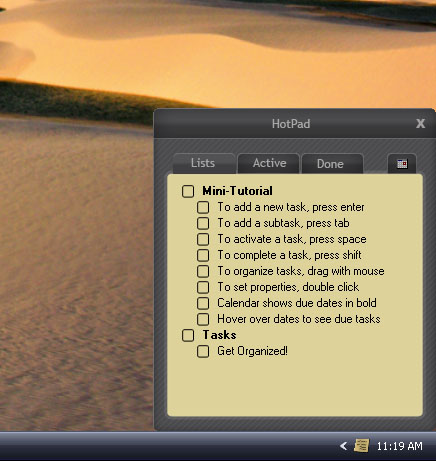 HotPad X
Lists Active Done
Mini-Tutorial
To add a new task, press enter
To add a subtask, press tab
To activate a task, press space
To complete a task, press shift
To organize tasks, drag with mouse
To set properties, double click
Calendar shows due dates in bold
Hover over dates to see due tasks
Tasks
Get Organized!
11:19 AM